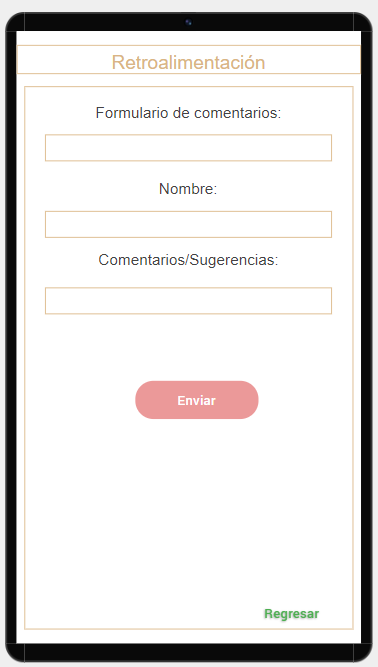 Retroalimentación
Formulario de comentarios:
Nombre:
Comentarios/Sugerencias:
Enviar
Regresar